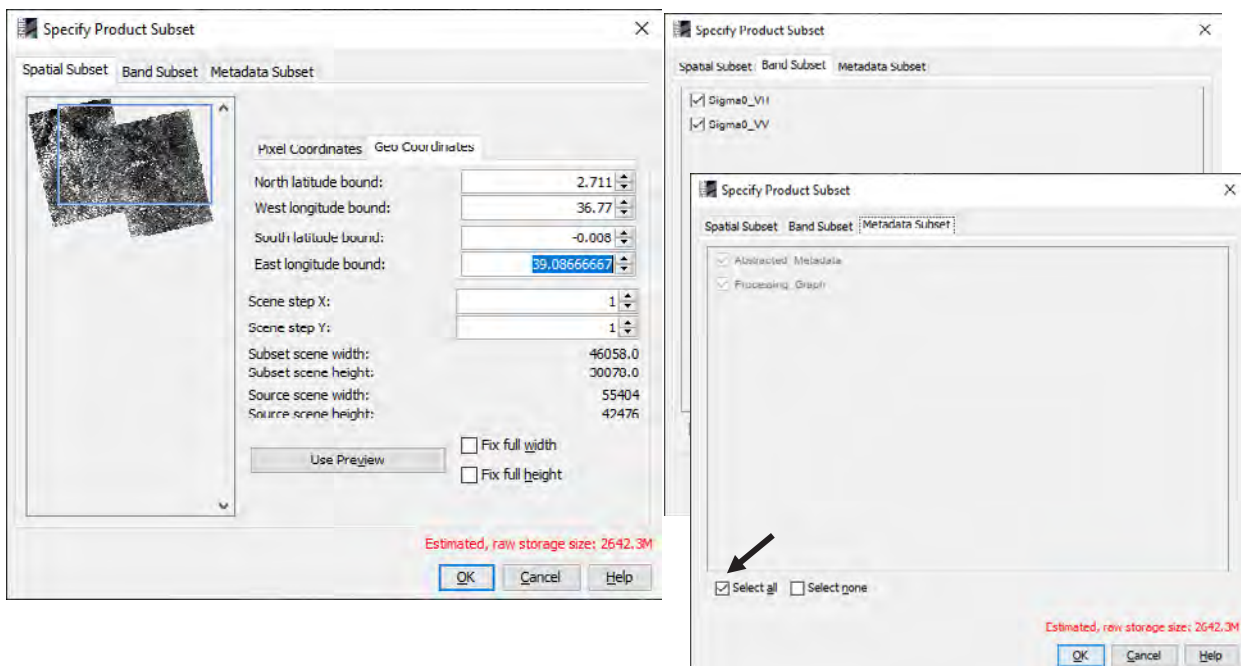 Specify Product Subset
Spatial Subset Band Subset Metadata Subset
Pixel Coordinates Geo Coordinates
North latitude bound: 2.711
West longitude bound: 36.77
South latitude bound: -0.008
East longitude bound: 39.08666667
Scene step X: 1
Scene step Y: 1
Subset scene width: 46058.0
Subset scene height: 30078.0
Source scene width: 55404
Source scene height: 42476
Use Preview
Fix full width
Fix full height
Estimated, raw storage size: 2642.3M
OK Cancel Help
Specify Product Subset
Spatial Subset Band Subset Metadata Subset
Sigma0_VH
Sigma0_VV
Specify Product Subset
Spatial Subset Band Subset Metadata Subset
Abstracted_Metadata
Processing_Graph
Select all Select none
Estimated, raw storage size: 2642.3M
OK Cancel Help